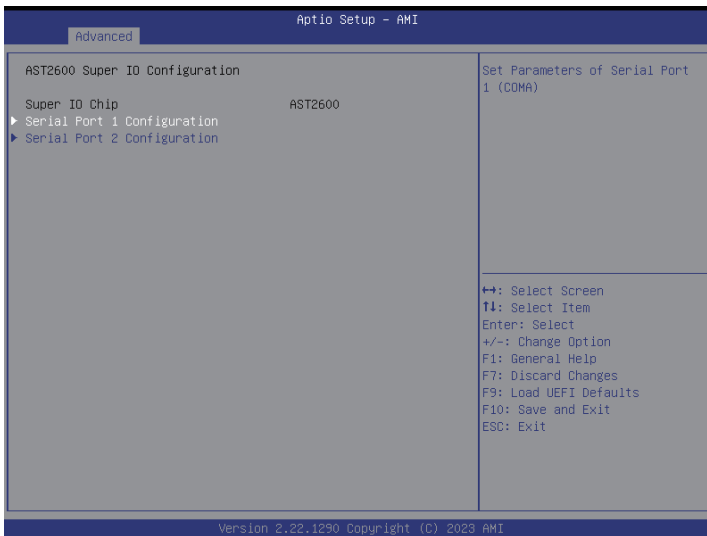 Aptio Setup – AMI
Advanced
AST2600 Super IO Configuration
Super IO Chip AST2600
▶ Serial Port 1 Configuration
▶ Serial Port 2 Configuration
Set Parameters of Serial Port
1 (COMA)
↔: Select Screen
↑↓: Select Item
Enter: Select
+/-: Change Option
F1: General Help
F7: Discard Changes
F9: Load UEFI Defaults
F10: Save and Exit
ESC: Exit
Version 2.22.1290 Copyright (C) 2023 AMI